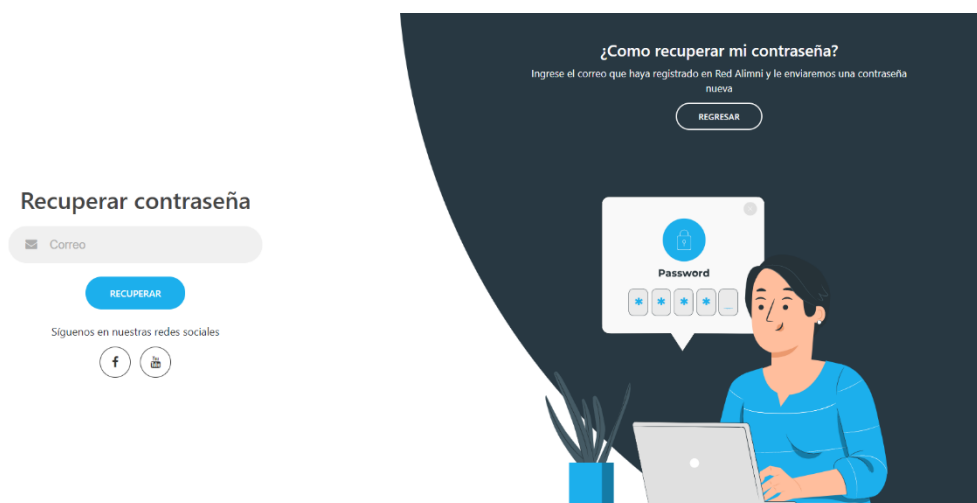 ¿Como recuperar mi contraseña?
Ingrese el correo que haya registrado en Red Alimni y le enviaremos una contraseña
nueva
REGRESAR
Recuperar contraseña
Correo
RECUPERAR
Síguenos en nuestras redes sociales
f
You
Tube
Password
* * * * _